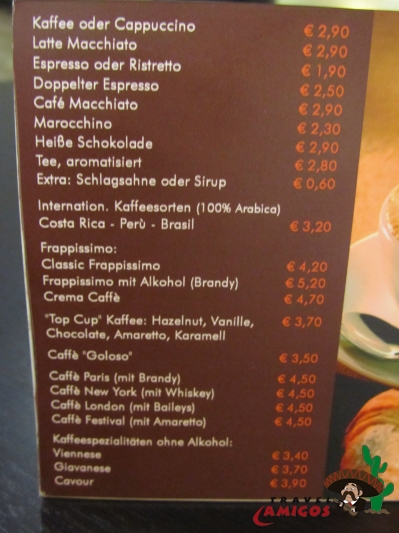 Kaffee oder Cappuccino € 2,90
Latte Macchiato € 2,90
Espresso oder Ristretto € 1,90
Doppelter Espresso € 2,50
Café Macchiato € 2,90
Marocchino € 2,30
Heiße Schokolade € 2,90
Tee, aromatisiert € 2,80
Extra: Schlagsahne oder Sirup € 0,60
Internation. Kaffeesorten (100% Arabica)
Costa Rica - Perù - Brasil € 3,20
Frappissimo:
Classic Frappissimo € 4,20
Frappissimo mit Alkohol (Brandy) € 5,20
Crema Caffè € 4,70
"Top Cup" Kaffee: Hazelnut, Vanille, € 3,70
Chocolate, Amaretto, Karamell
Caffè "Goloso" € 3,50
Caffè Paris (mit Brandy) € 4,50
Caffè New York (mit Whiskey) € 4,50
Caffè London (mit Baileys) € 4,50
Caffè Festival (mit Amaretto) € 4,50
Kaffeespezialitäten ohne Alkohol:
Viennese € 3,40
Giavanese € 3,70
Cavour € 3,90
TRAVEL
AMIGOS